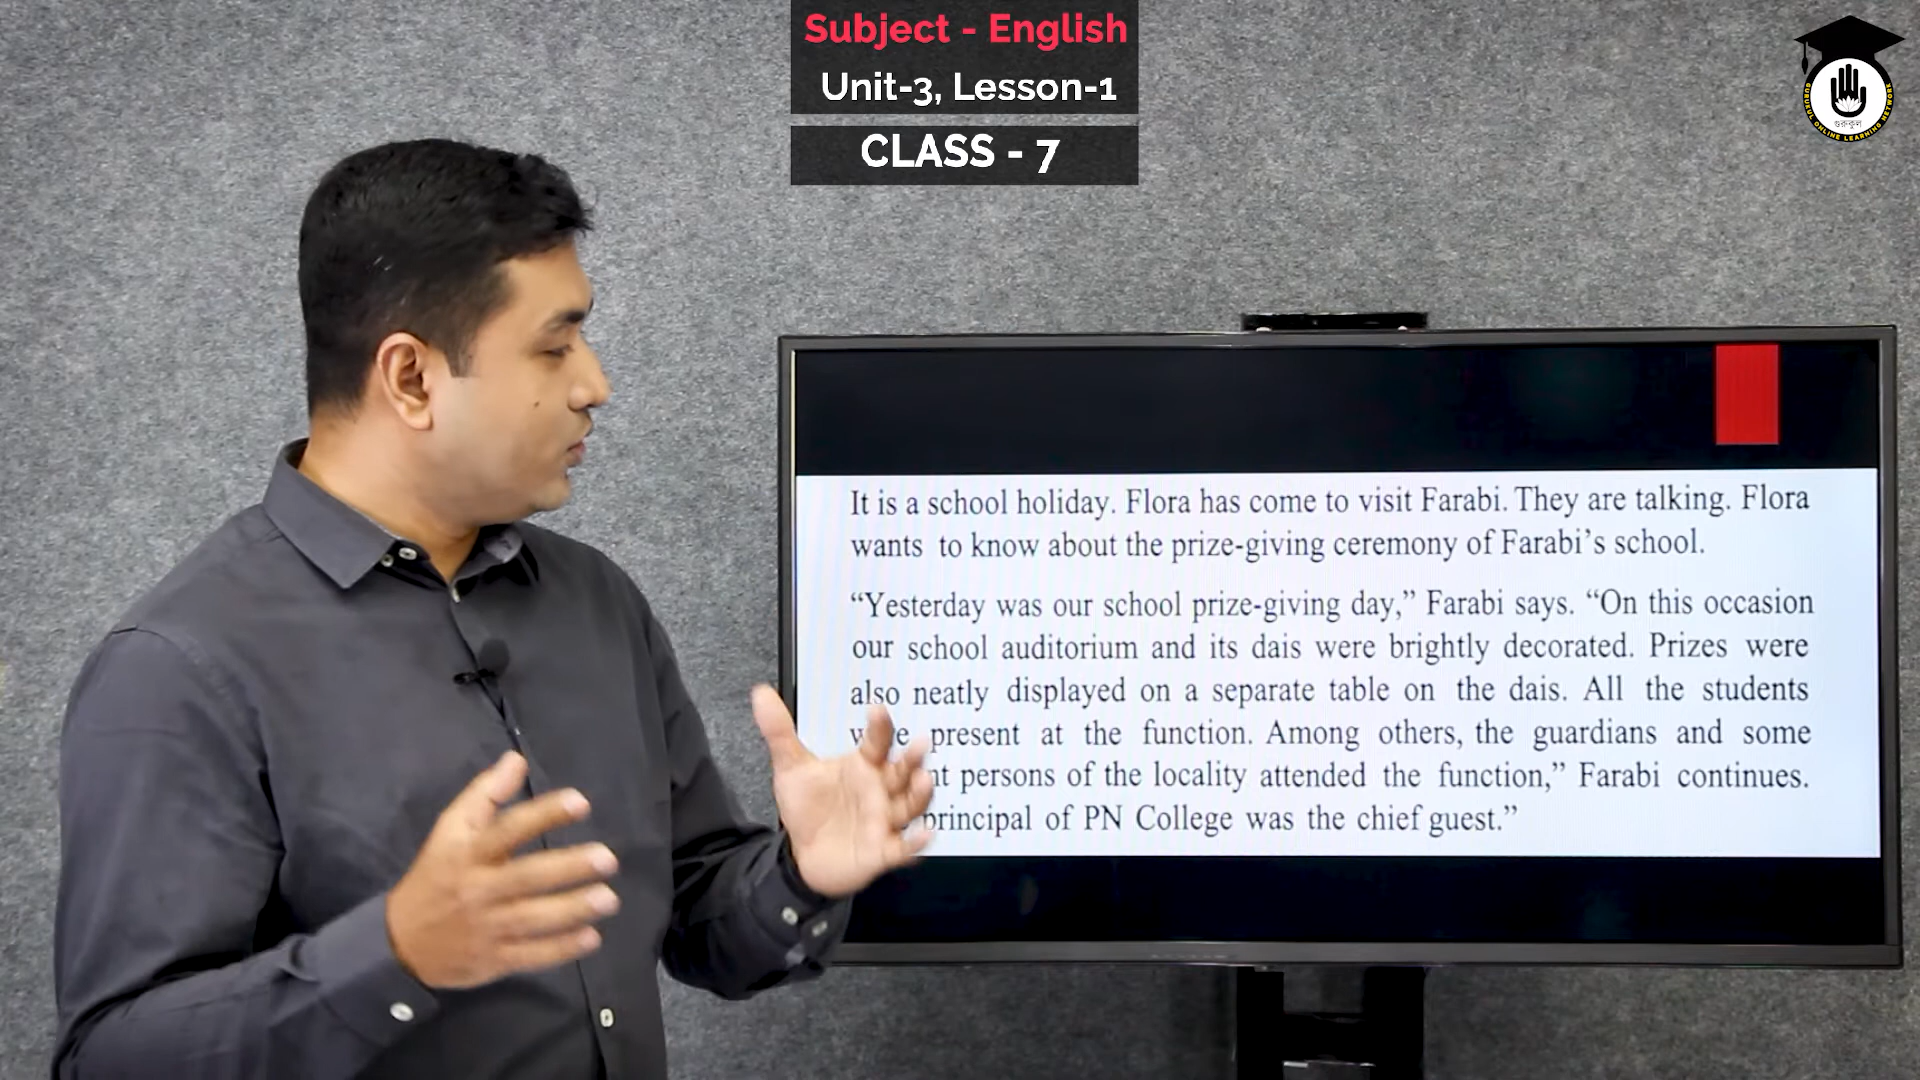 Subject - English
Unit-3, Lesson-1
CLASS - 7
গুরুকুল
GURUKUL ONLINE LEARNING NETWORK
It is a school holiday. Flora has come to visit Farabi. They are talking. Flora
wants to know about the prize-giving ceremony of Farabi's school.
“Yesterday was our school prize-giving day,” Farabi says. “On this occasion
our school auditorium and its dais were brightly decorated. Prizes were
also neatly displayed on a separate table on the dais. All the students
present at the function. Among others, the guardians and some
persons of the locality attended the function,” Farabi continues.
principal of PN College was the chief guest.”